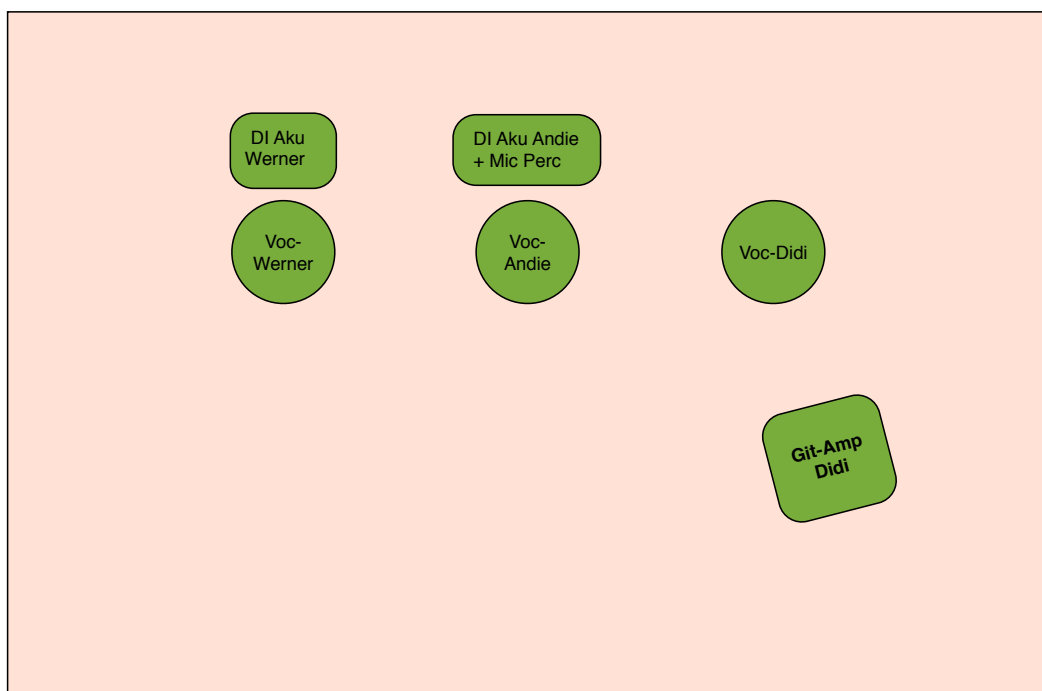 DI Aku
Werner
DI Aku Andie
+ Mic Perc
Voc-
Werner
Voc-
Andie
Voc-Didi
Git-Amp
Didi